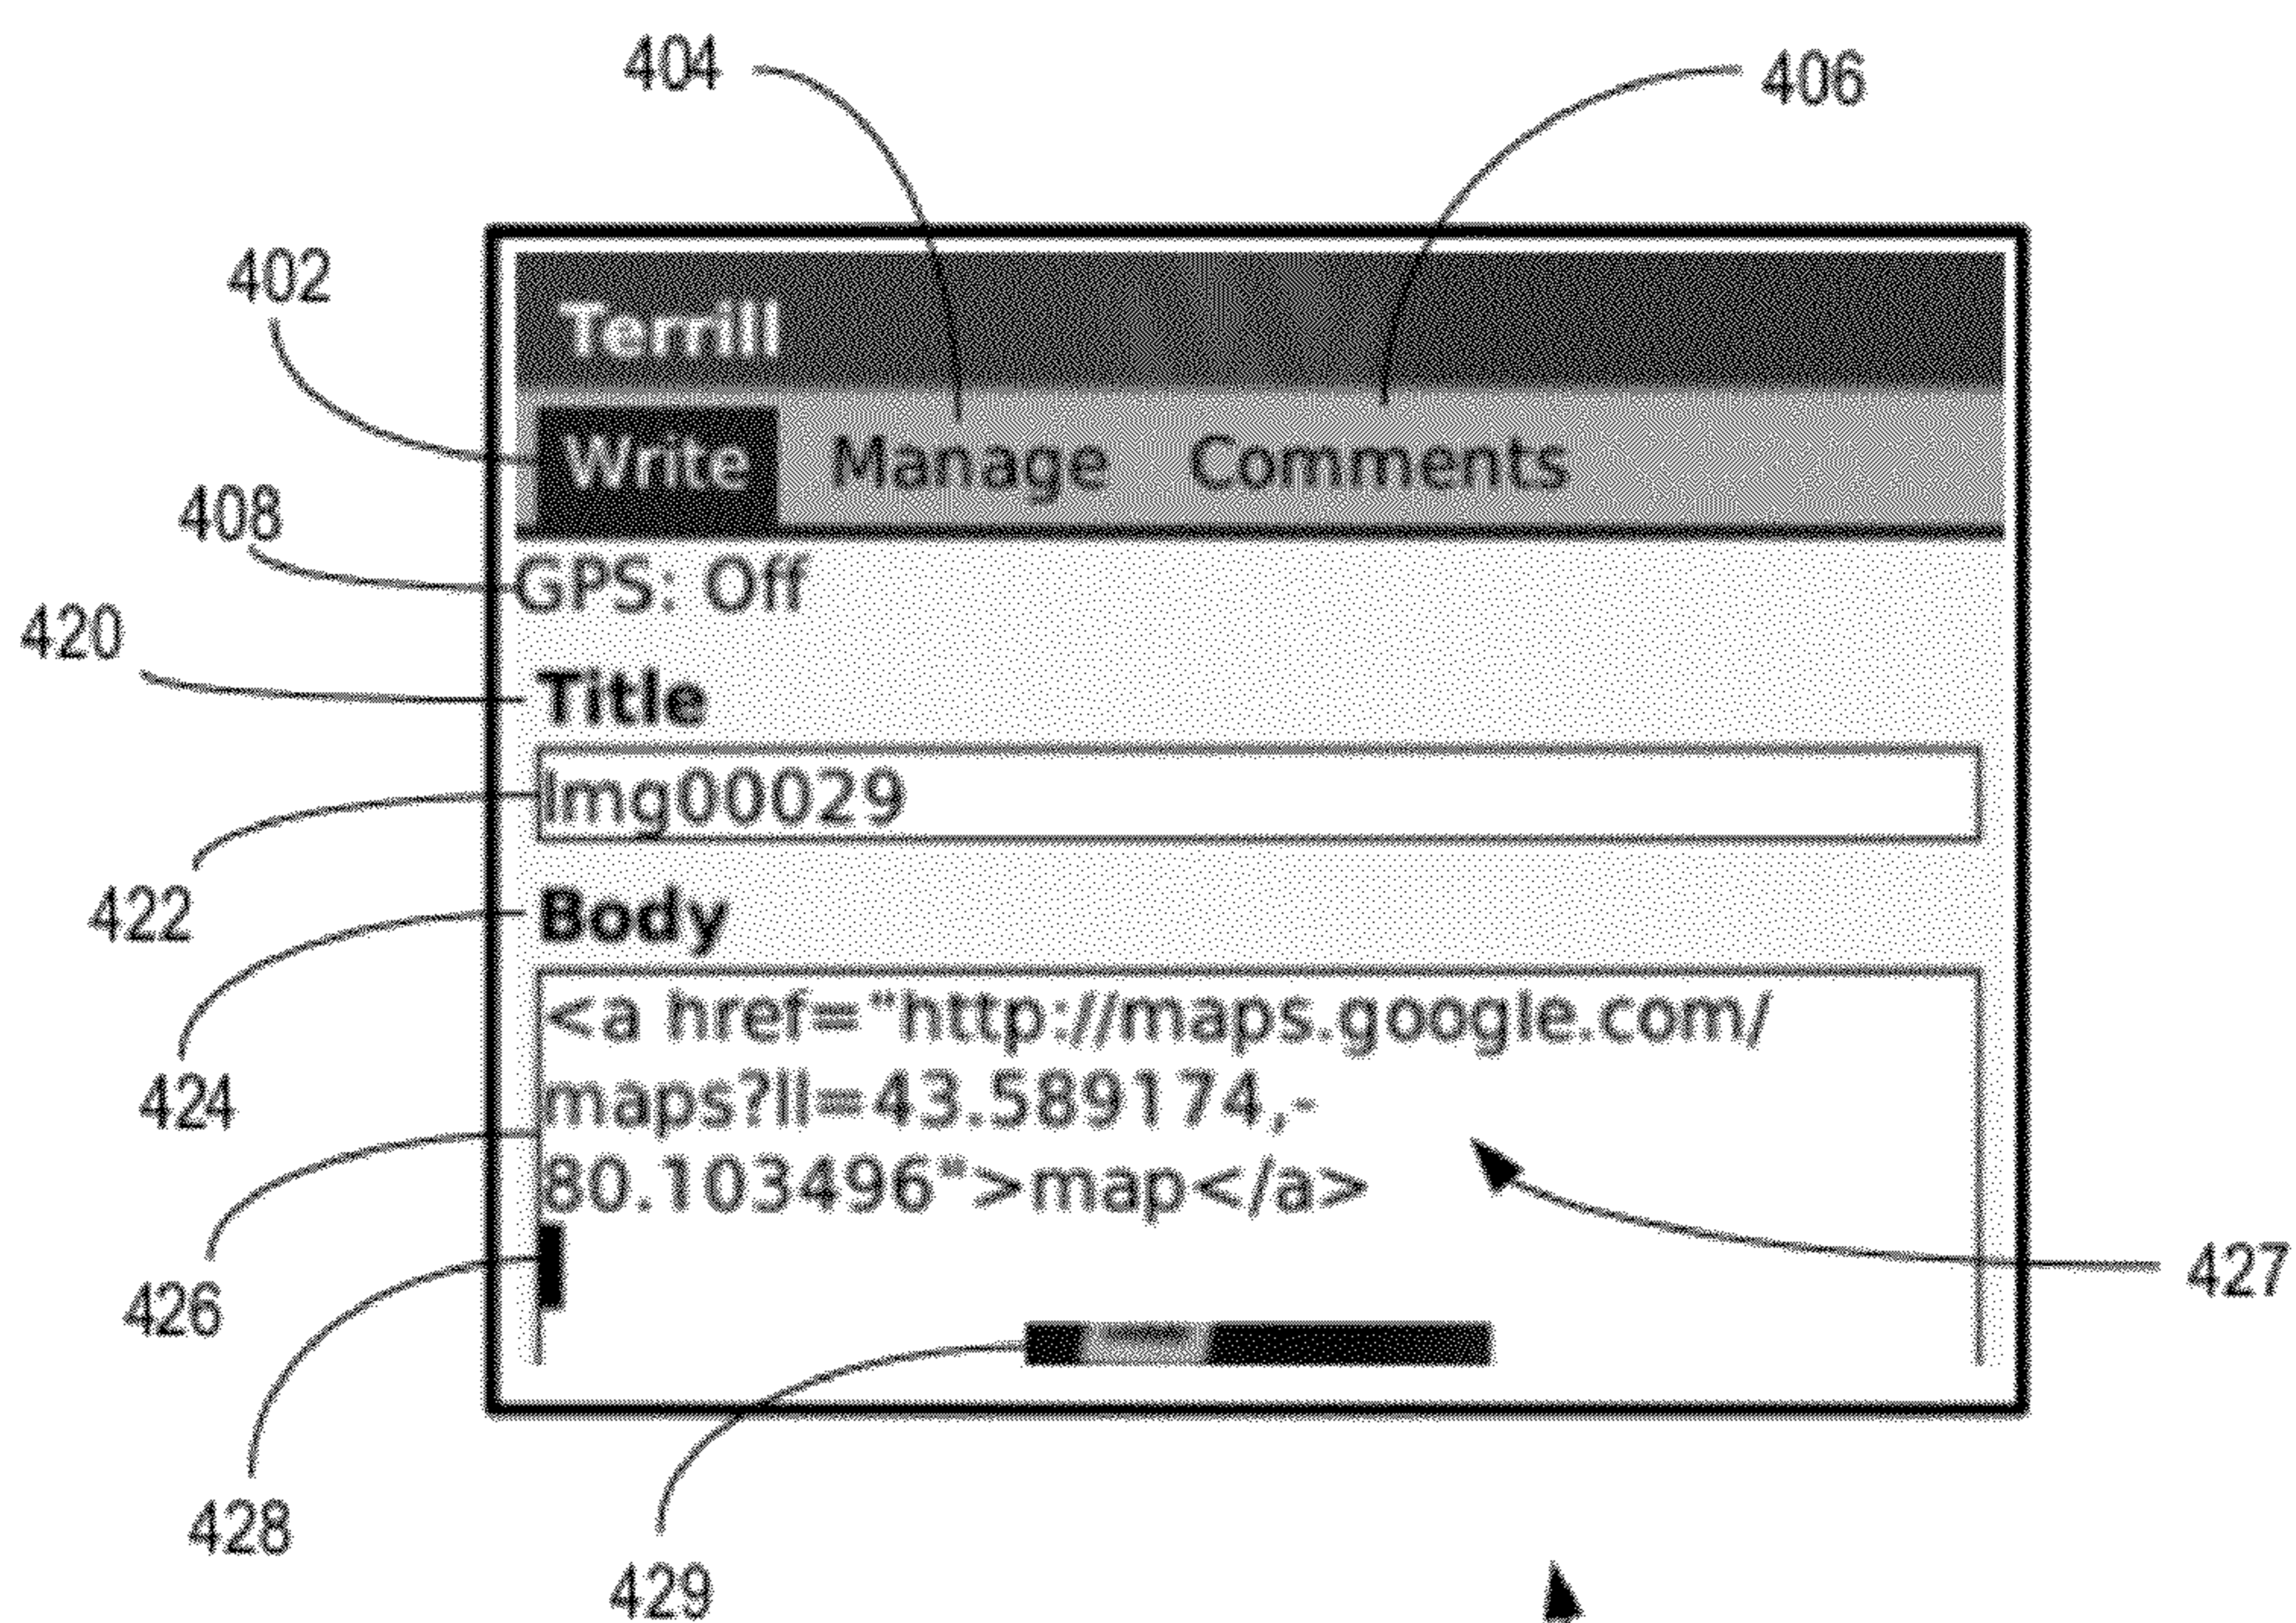 404
406
402
Terrill
Write Manage Comments
408
GPS: Off
420
Title
Img00029
422
Body
424
<a href="http://maps.google.com/
maps?ll=43.589174,-
80.103496">map</a>
426
427
428
429